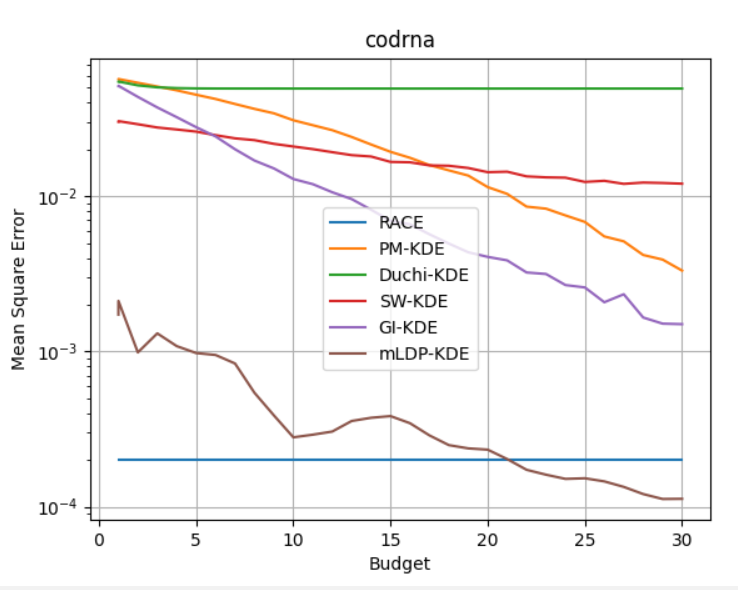 codrna
Mean Square Error
10⁻²
10⁻³
10⁻⁴
RACE
PM-KDE
Duchi-KDE
SW-KDE
GI-KDE
mLDP-KDE
0 5 10 15 20 25 30
Budget